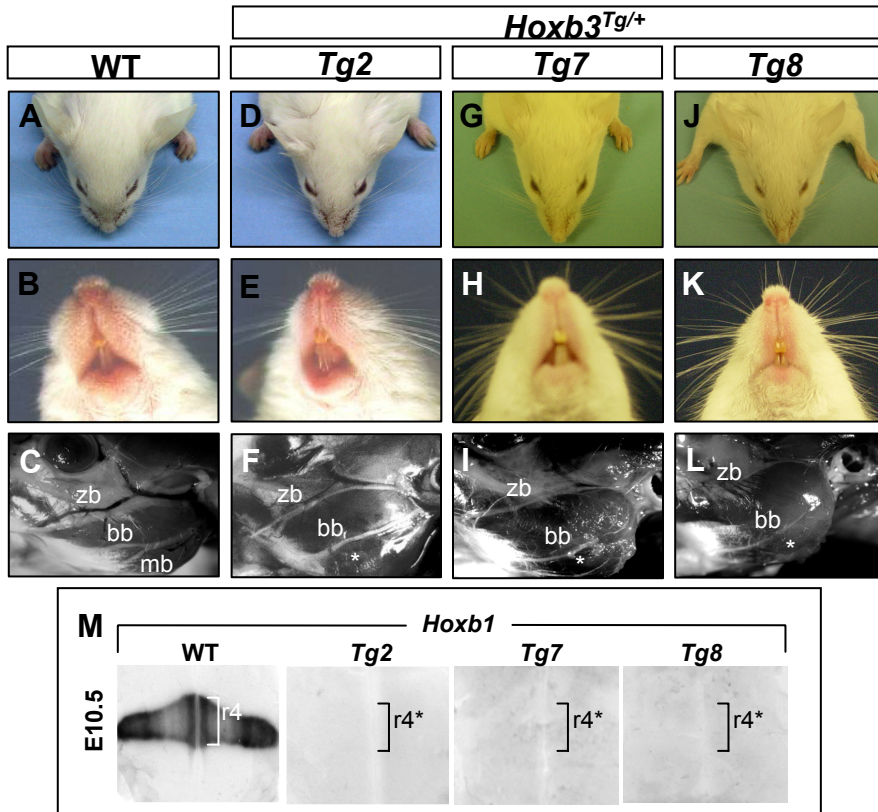 Hoxb3Tg/+
WT Tg2 Tg7 Tg8
A D G J
B E H K
C F I L
zb zb zb zb
bb bbr bb bb
mb * * *
M Hoxb1
WT Tg2 Tg7 Tg8
E10.5 r4 r4* r4* r4*